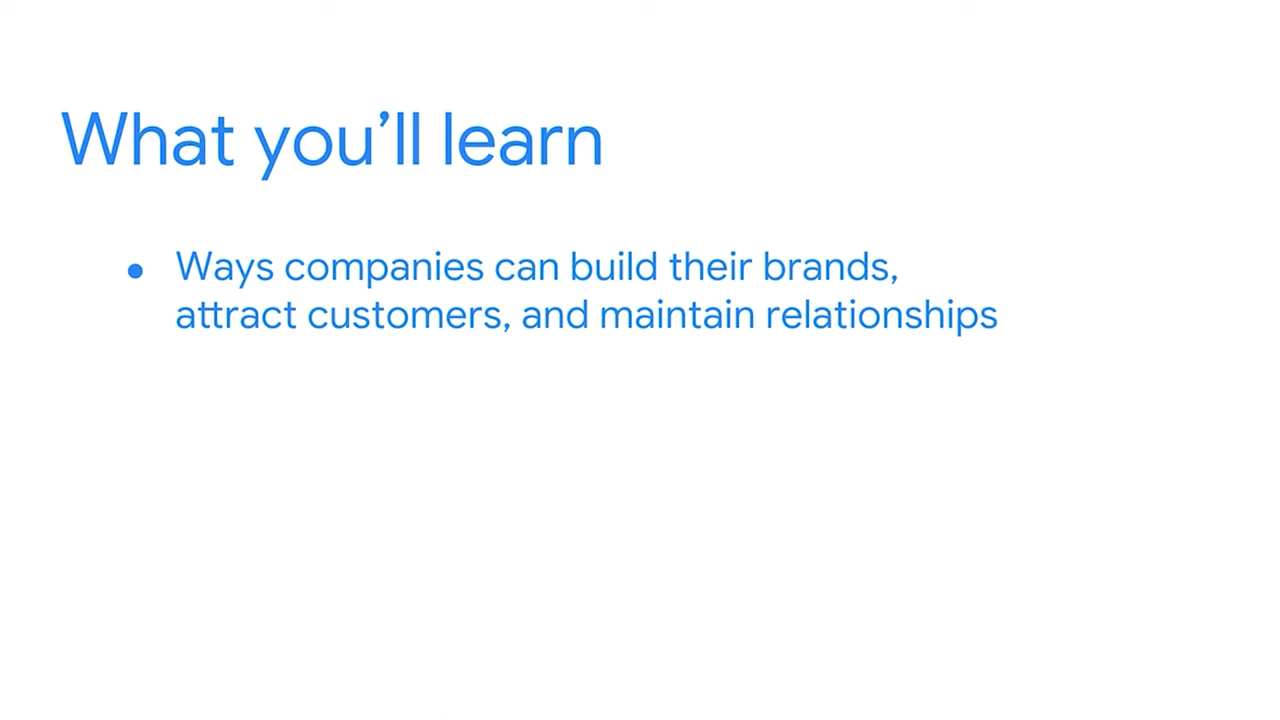 What you’ll learn
● Ways companies can build their brands,
attract customers, and maintain relationships